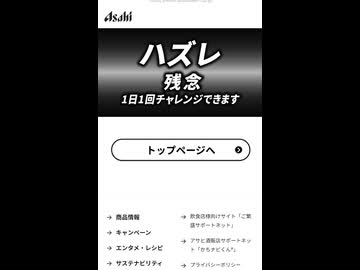 Asahi
ハズレ
残念
1日1回チャレンジできます
トップページへ
→ 商品情報
→ キャンペーン
→ エンタメ・レシピ
→ サステナビリティ
→ 飲食店様向けサイト「ご繁
盛サポートネット」
→ アサヒ酒販店サポートネッ
ト「かちナビくん®」
→ プライバシーポリシー